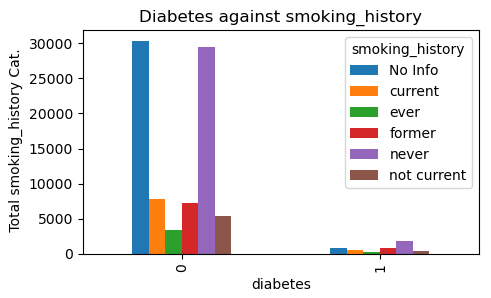 Diabetes against smoking_history
Total smoking_history Cat.
30000
25000
20000
15000
10000
5000
0
smoking_history
No Info
current
ever
former
never
not current
0
1
diabetes